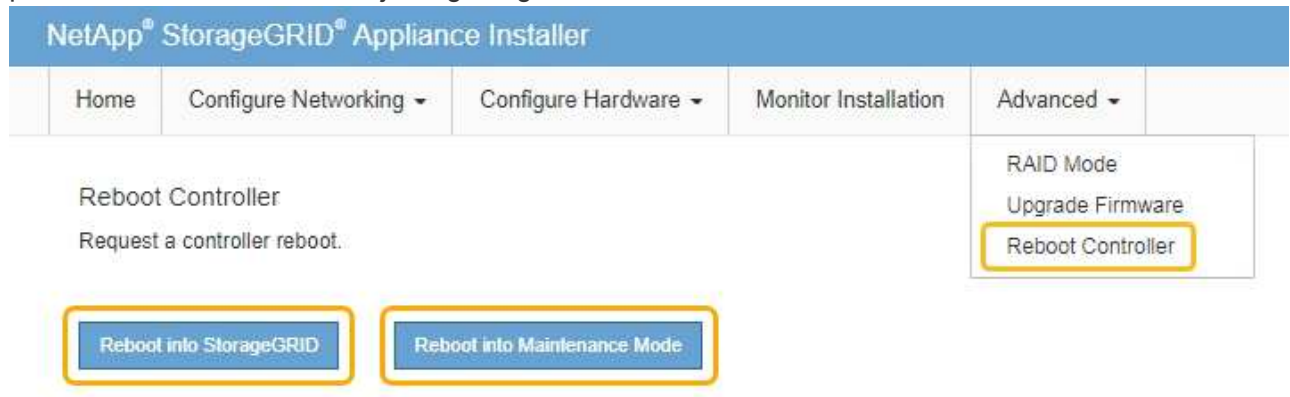 NetApp® StorageGRID® Appliance Installer
Home Configure Networking Configure Hardware Monitor Installation Advanced
RAID Mode
Upgrade Firmware
Reboot Controller
Reboot Controller
Request a controller reboot.
Reboot into StorageGRID Reboot into Maintenance Mode